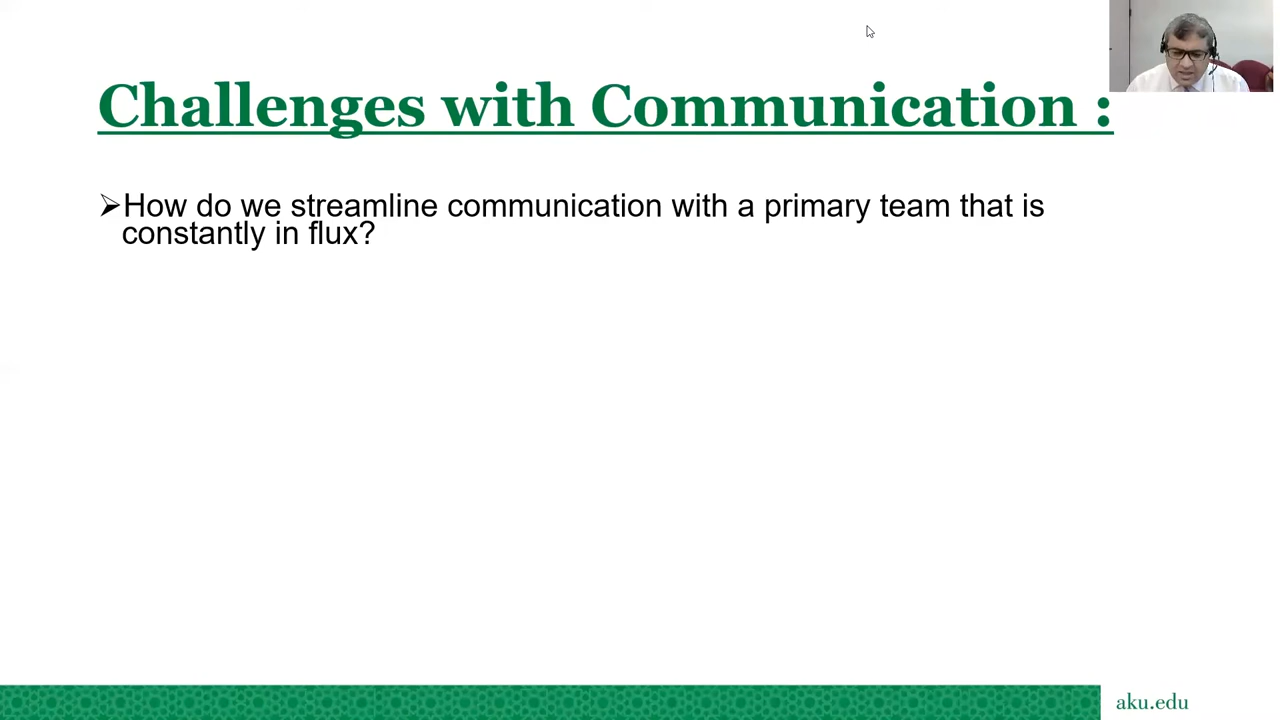 Challenges with Communication :
➢How do we streamline communication with a primary team that is
constantly in flux?
aku.edu